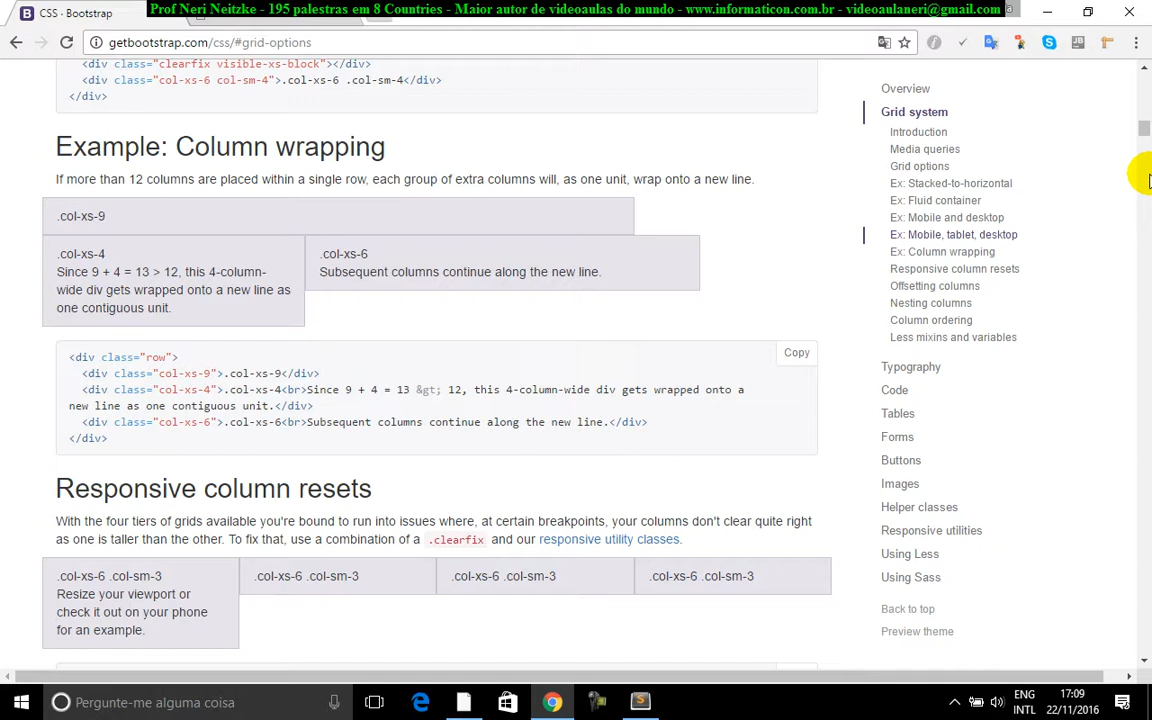 CSS · Bootstrap
Prof Neri Neitzke - 195 palestras em 8 Countries - Maior autor de videoaulas do mundo - www.informaticon.com.br - videoaulaneri@gmail.com
getbootstrap.com/css/#grid-options
<div class="clearfix visible-xs-block"></div>
<div class="col-xs-6 col-sm-4">.col-xs-6 .col-sm-4</div>
</div>
Example: Column wrapping
If more than 12 columns are placed within a single row, each group of extra columns will, as one unit, wrap onto a new line.
.col-xs-9
.col-xs-4
Since 9 + 4 = 13 > 12, this 4-column-
wide div gets wrapped onto a new line as
one contiguous unit.
.col-xs-6
Subsequent columns continue along the new line.
Copy
<div class="row">
<div class="col-xs-9">.col-xs-9</div>
<div class="col-xs-4">.col-xs-4<br>Since 9 + 4 = 13 &gt; 12, this 4-column-wide div gets wrapped onto a
new line as one contiguous unit.</div>
<div class="col-xs-6">.col-xs-6<br>Subsequent columns continue along the new line.</div>
</div>
Responsive column resets
With the four tiers of grids available you're bound to run into issues where, at certain breakpoints, your columns don't clear quite right
as one is taller than the other. To fix that, use a combination of a .clearfix and our responsive utility classes.
.col-xs-6 .col-sm-3
Resize your viewport or
check it out on your phone
for an example.
.col-xs-6 .col-sm-3
.col-xs-6 .col-sm-3
.col-xs-6 .col-sm-3
Overview
Grid system
Introduction
Media queries
Grid options
Ex: Stacked-to-horizontal
Ex: Fluid container
Ex: Mobile and desktop
Ex: Mobile, tablet, desktop
Ex: Column wrapping
Responsive column resets
Offsetting columns
Nesting columns
Column ordering
Less mixins and variables
Typography
Code
Tables
Forms
Buttons
Images
Helper classes
Responsive utilities
Using Less
Using Sass
Back to top
Preview theme
Pergunte-me alguma coisa
ENG
INTL
17:09
22/11/2016